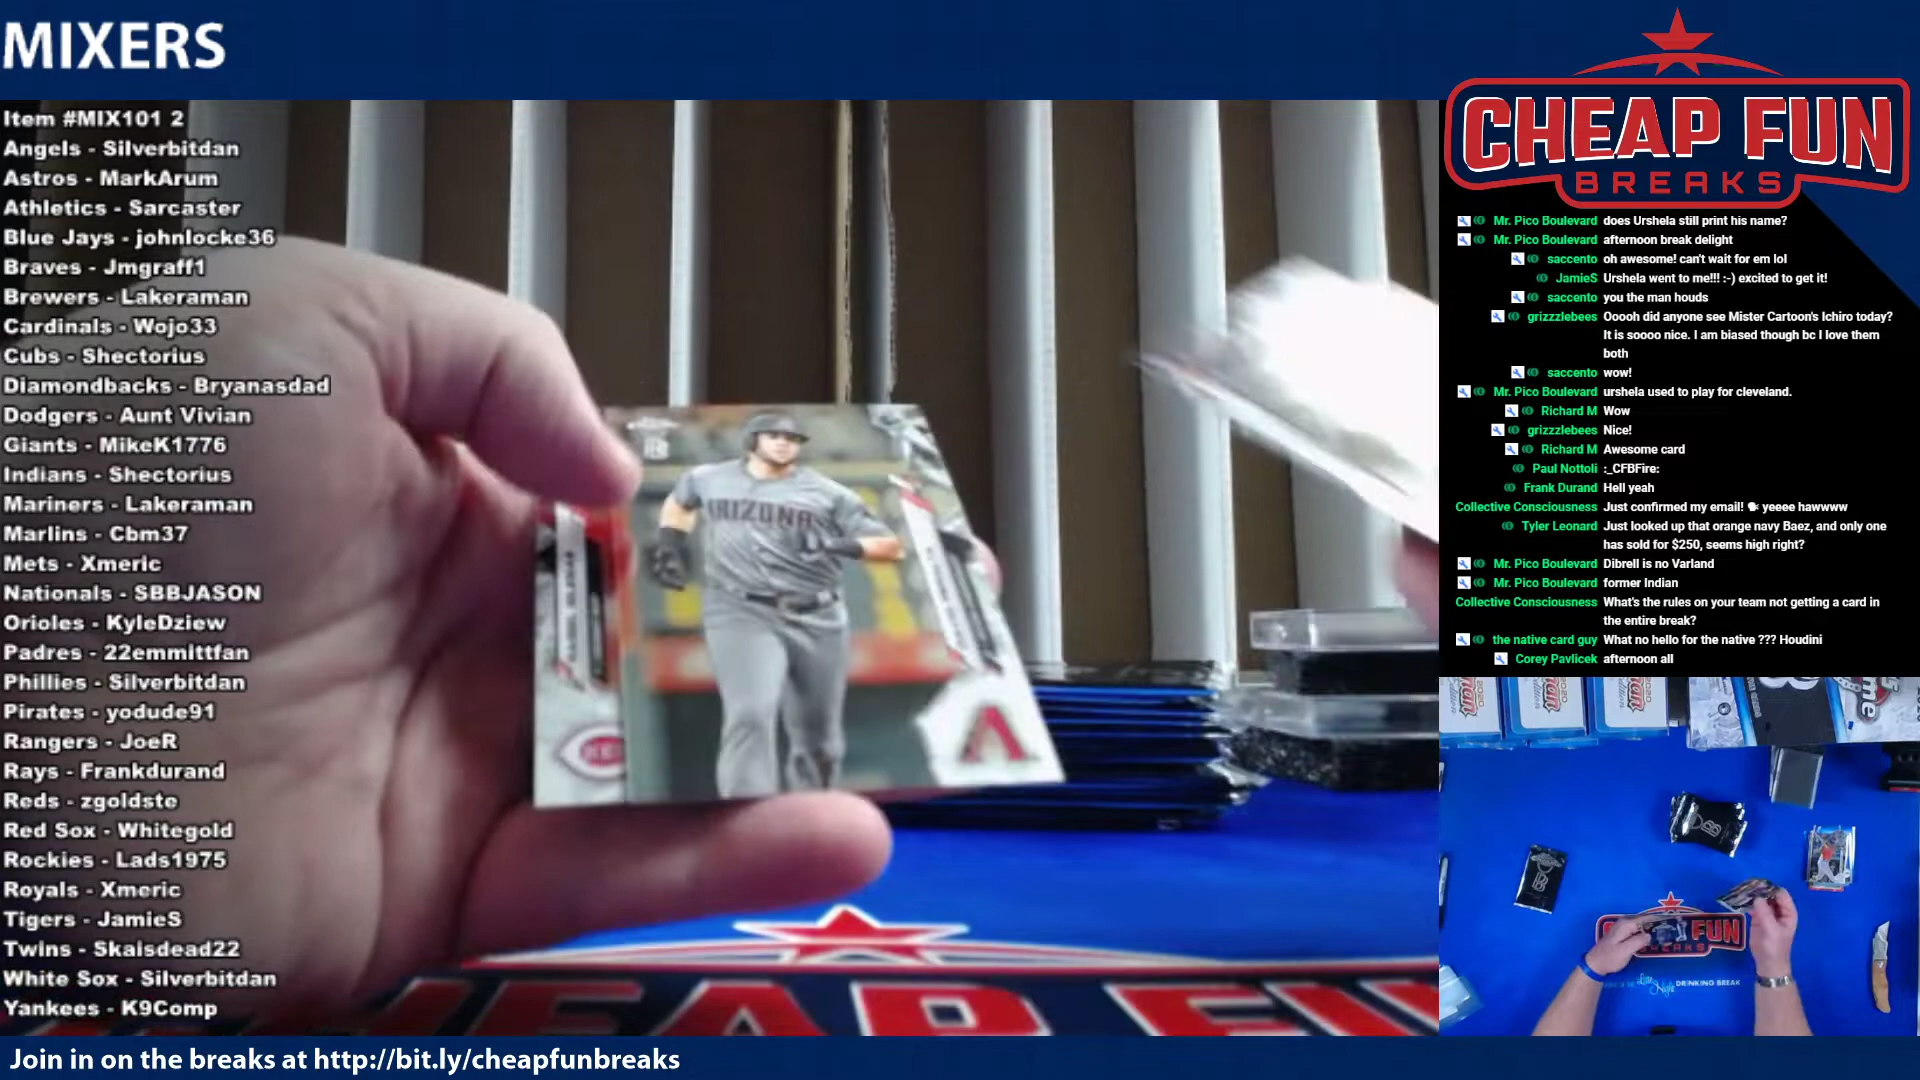 MIXERS
Item #MIX101 2
Angels - Silverbitdan
Astros - MarkArum
Athletics - Sarcaster
Blue Jays - johnlocke36
Braves - Jmgraff1
Brewers - Lakeraman
Cardinals - Wojo33
Cubs - Shectorius
Diamondbacks - Bryanasdad
Dodgers - Aunt Vivian
Giants - MikeK1776
Indians - Shectorius
Mariners - Lakeraman
Marlins - Cbm37
Mets - Xmeric
Nationals - SBBJASON
Orioles - KyleDziew
Padres - 22emmittfan
Phillies - Silverbitdan
Pirates - yodude91
Rangers - JoeR
Rays - Frankdurand
Reds - zgoldste
Red Sox - Whitegold
Rockies - Lads1975
Royals - Xmeric
Tigers - JamieS
Twins - Skaisdead22
White Sox - Silverbitdan
Yankees - K9Comp
ARIZONA
A
CHEAP FUN
CHEAP FUN
BREAKS
Mr. Pico Boulevard does Urshela still print his name?
Mr. Pico Boulevard afternoon break delight
saccento oh awesome! can't wait for em lol
JamieS Urshela went to me!!! :-) excited to get it!
saccento you the man houds
grizzzlebees Ooooh did anyone see Mister Cartoon's Ichiro today?
It is soooo nice. I am biased though bc I love them
both
saccento wow!
Mr. Pico Boulevard urshela used to play for cleveland.
Richard M Wow
grizzzlebees Nice!
Richard M Awesome card
Paul Nottoli :_CFBFire:
Frank Durand Hell yeah
Collective Consciousness Just confirmed my email! 🗣 yeeee hawwww
Tyler Leonard Just looked up that orange navy Baez, and only one
has sold for $250, seems high right?
Mr. Pico Boulevard Dibrell is no Varland
Mr. Pico Boulevard former Indian
Collective Consciousness What's the rules on your team not getting a card in
the entire break?
the native card guy What no hello for the native ??? Houdini
Corey Pavlicek afternoon all
FUN
DRINKING BREAK
Join in on the breaks at http://bit.ly/cheapfunbreaks